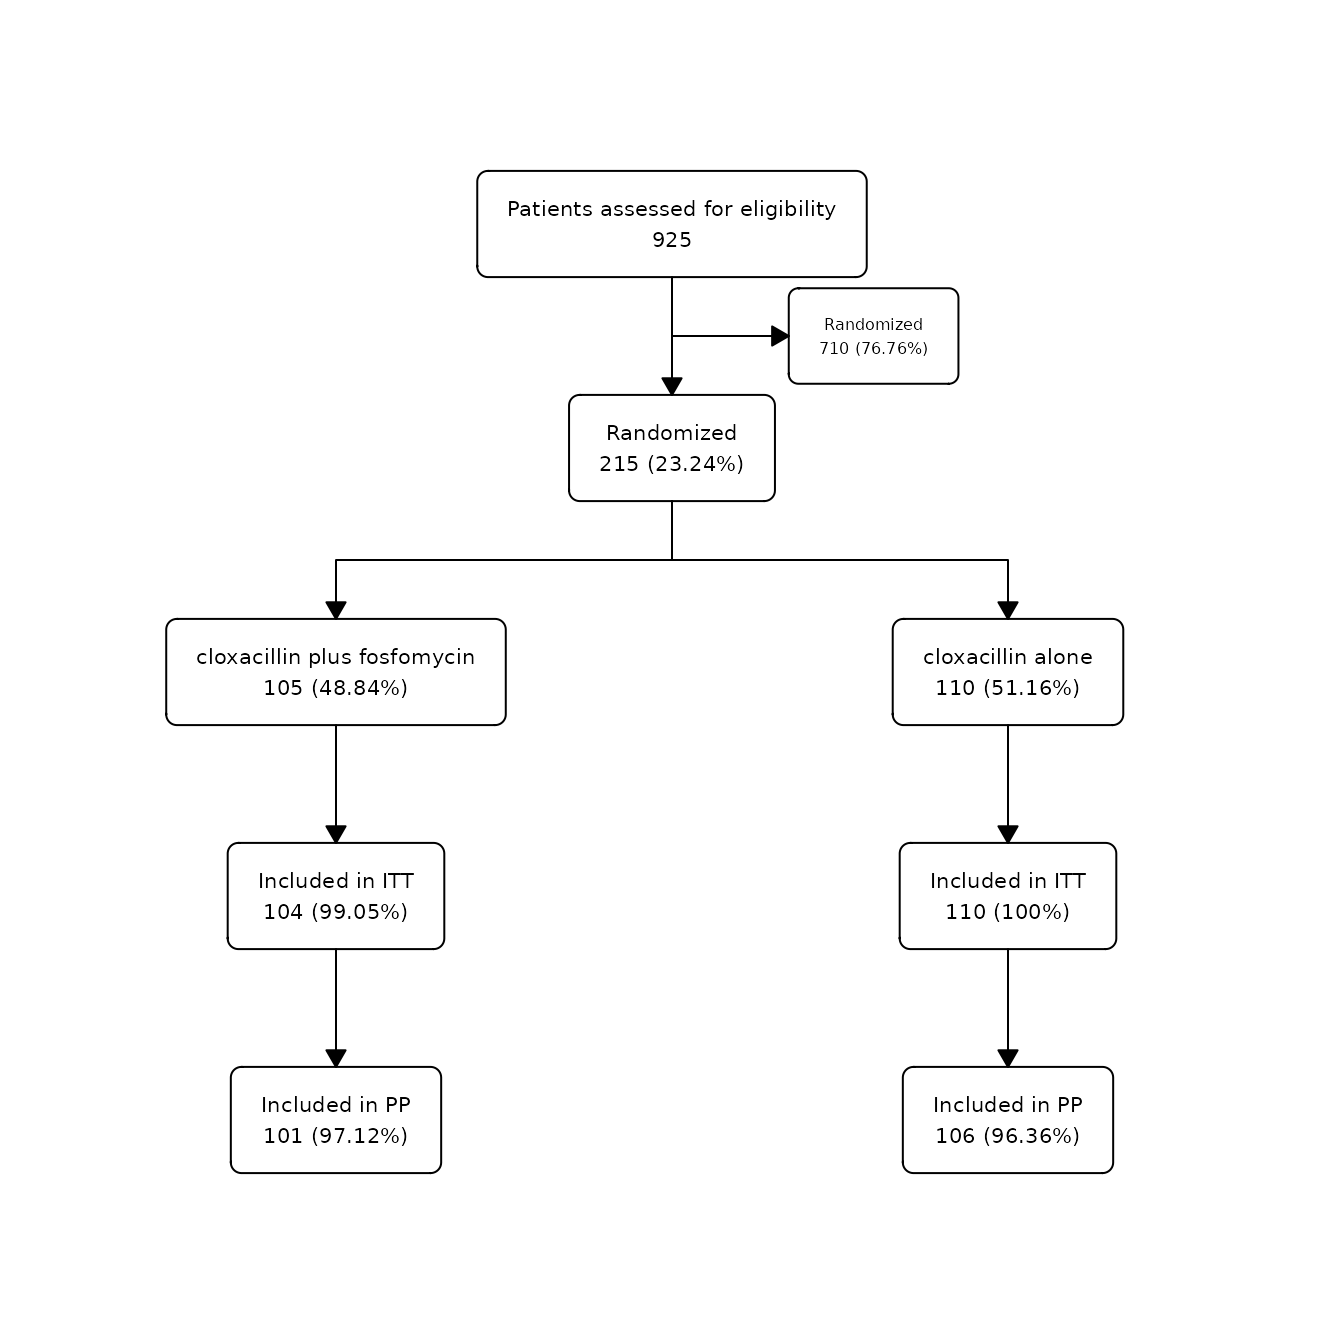 Patients assessed for eligibility
925
Randomized
710 (76.76%)
Randomized
215 (23.24%)
cloxacillin plus fosfomycin
105 (48.84%)
cloxacillin alone
110 (51.16%)
Included in ITT
104 (99.05%)
Included in ITT
110 (100%)
Included in PP
101 (97.12%)
Included in PP
106 (96.36%)